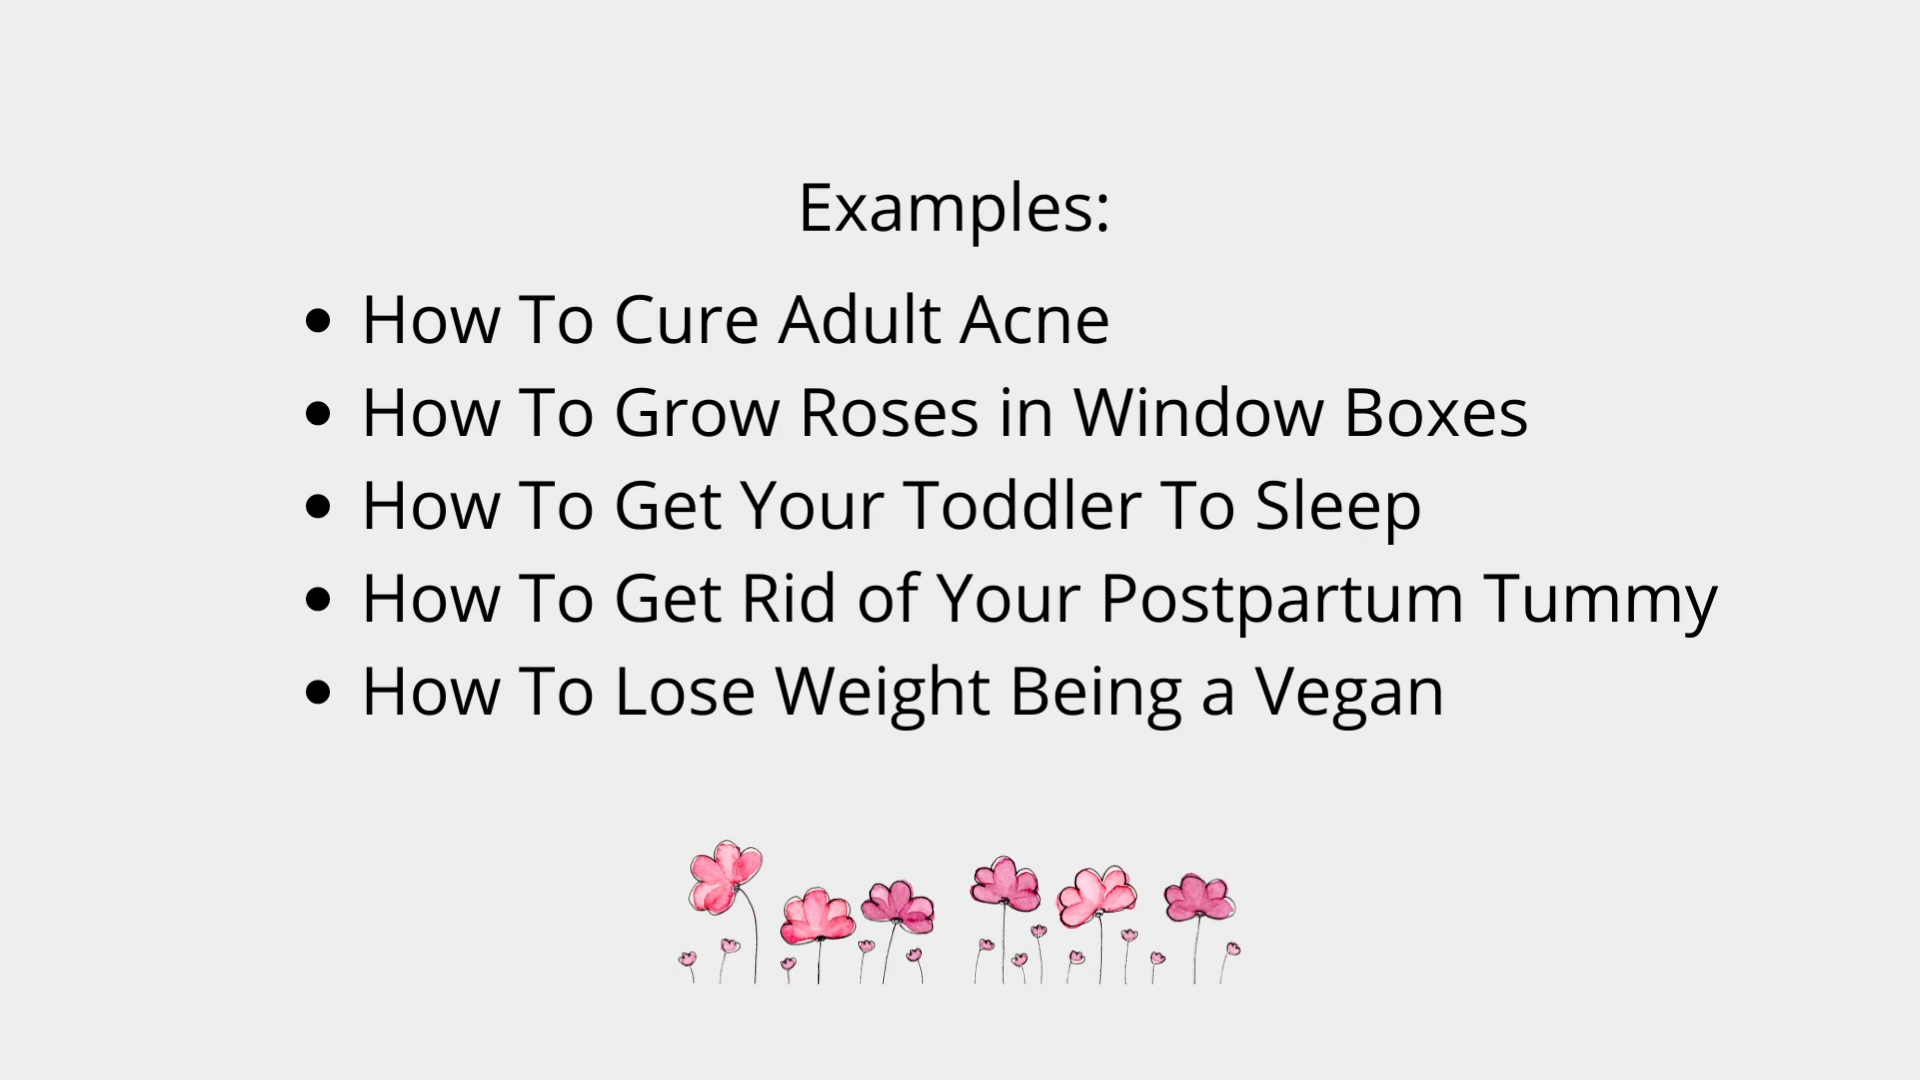 Examples:
• How To Cure Adult Acne
• How To Grow Roses in Window Boxes
• How To Get Your Toddler To Sleep
• How To Get Rid of Your Postpartum Tummy
• How To Lose Weight Being a Vegan